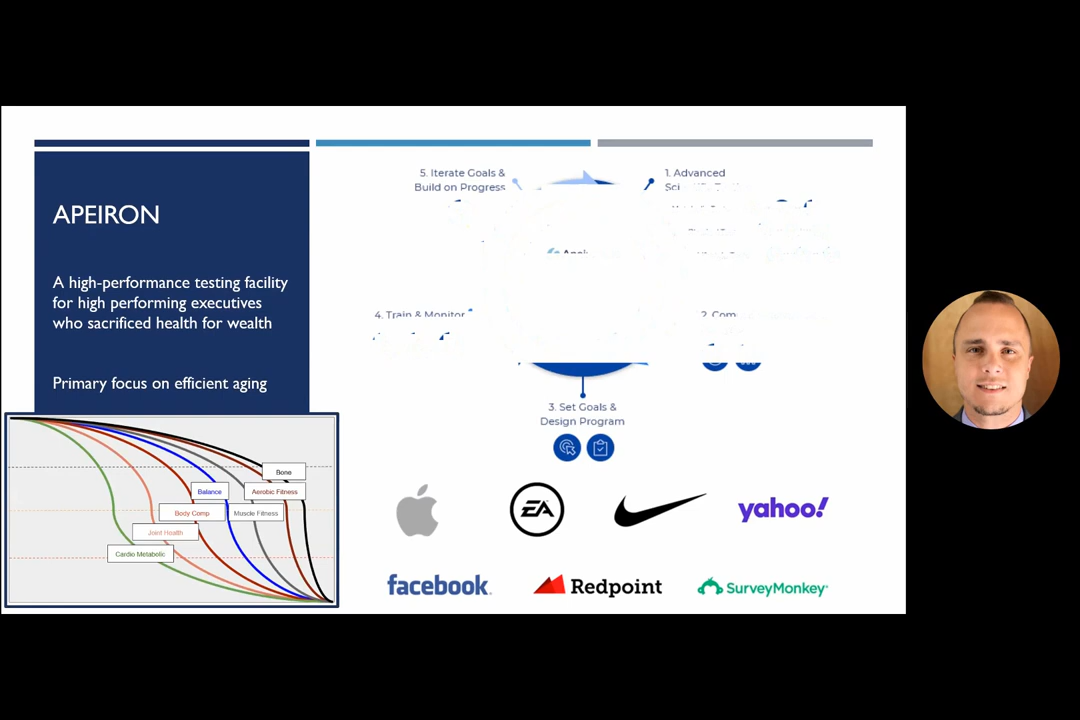 APEIRON
A high-performance testing facility
for high performing executives
who sacrificed health for wealth
Primary focus on efficient aging
5. Iterate Goals &
Build on Progress
1. Advanced
4. Train & Monitor
2.
3. Set Goals &
Design Program
Bone
Balance
Aerobic Fitness
Body Comp
Muscle Fitness
Joint Health
Cardio Metabolic
EA
yahoo!
facebook.
Redpoint
SurveyMonkey